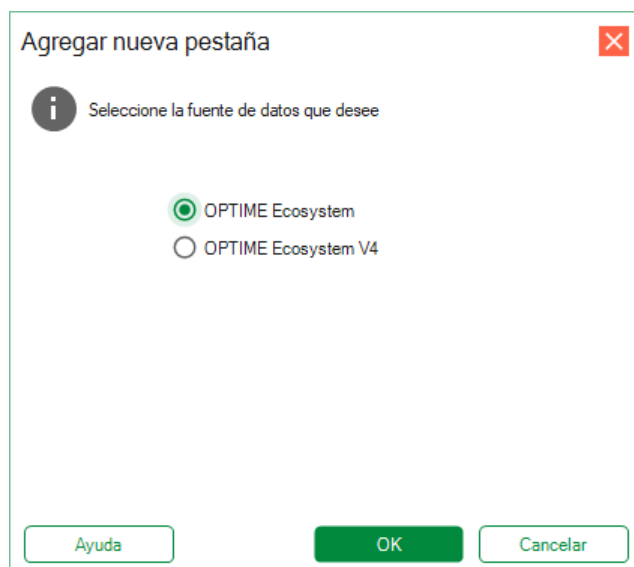 Agregar nueva pestaña
Seleccione la fuente de datos que desee
OPTIME Ecosystem
OPTIME Ecosystem V4
Ayuda
OK
Cancelar